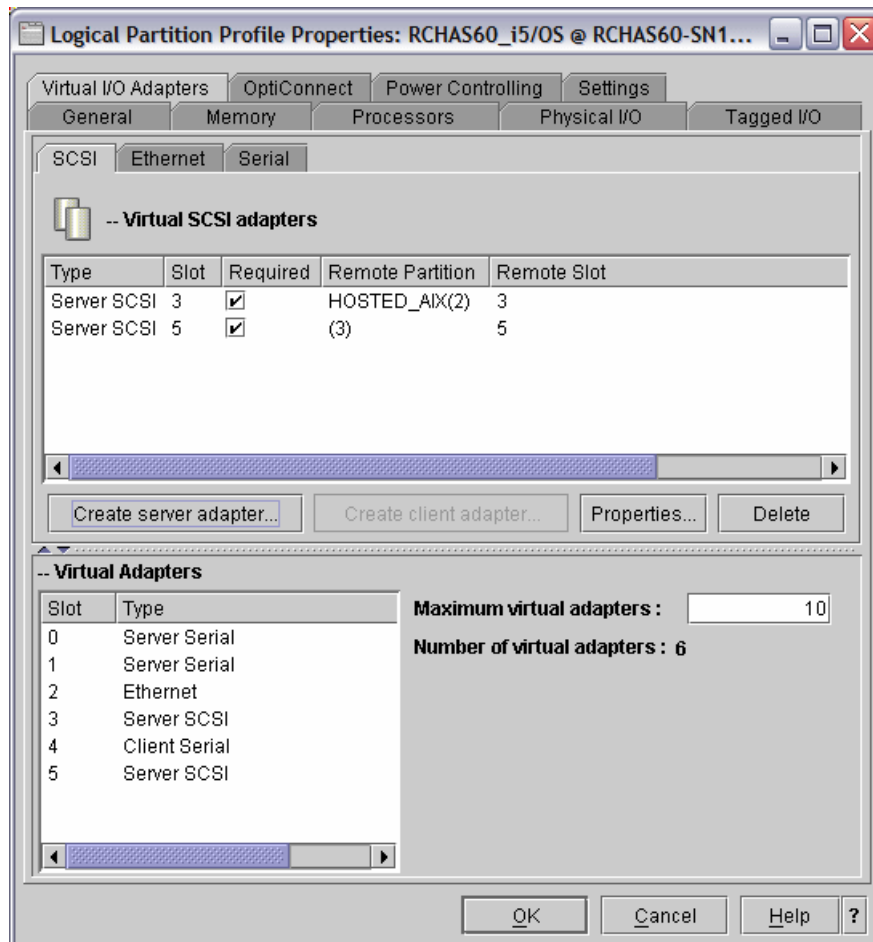 Logical Partition Profile Properties: RCHAS60_i5/OS @ RCHAS60-SN1...
Virtual I/O Adapters OptiConnect Power Controlling Settings
General Memory Processors Physical I/O Tagged I/O
SCSI Ethernet Serial
-- Virtual SCSI adapters
Type Slot Required Remote Partition Remote Slot
Server SCSI 3 HOSTED_AIX(2) 3
Server SCSI 5 (3) 5
Create server adapter... Create client adapter... Properties... Delete
-- Virtual Adapters
Slot Type
0 Server Serial
1 Server Serial
2 Ethernet
3 Server SCSI
4 Client Serial
5 Server SCSI
Maximum virtual adapters : 10
Number of virtual adapters : 6
OK Cancel Help ?